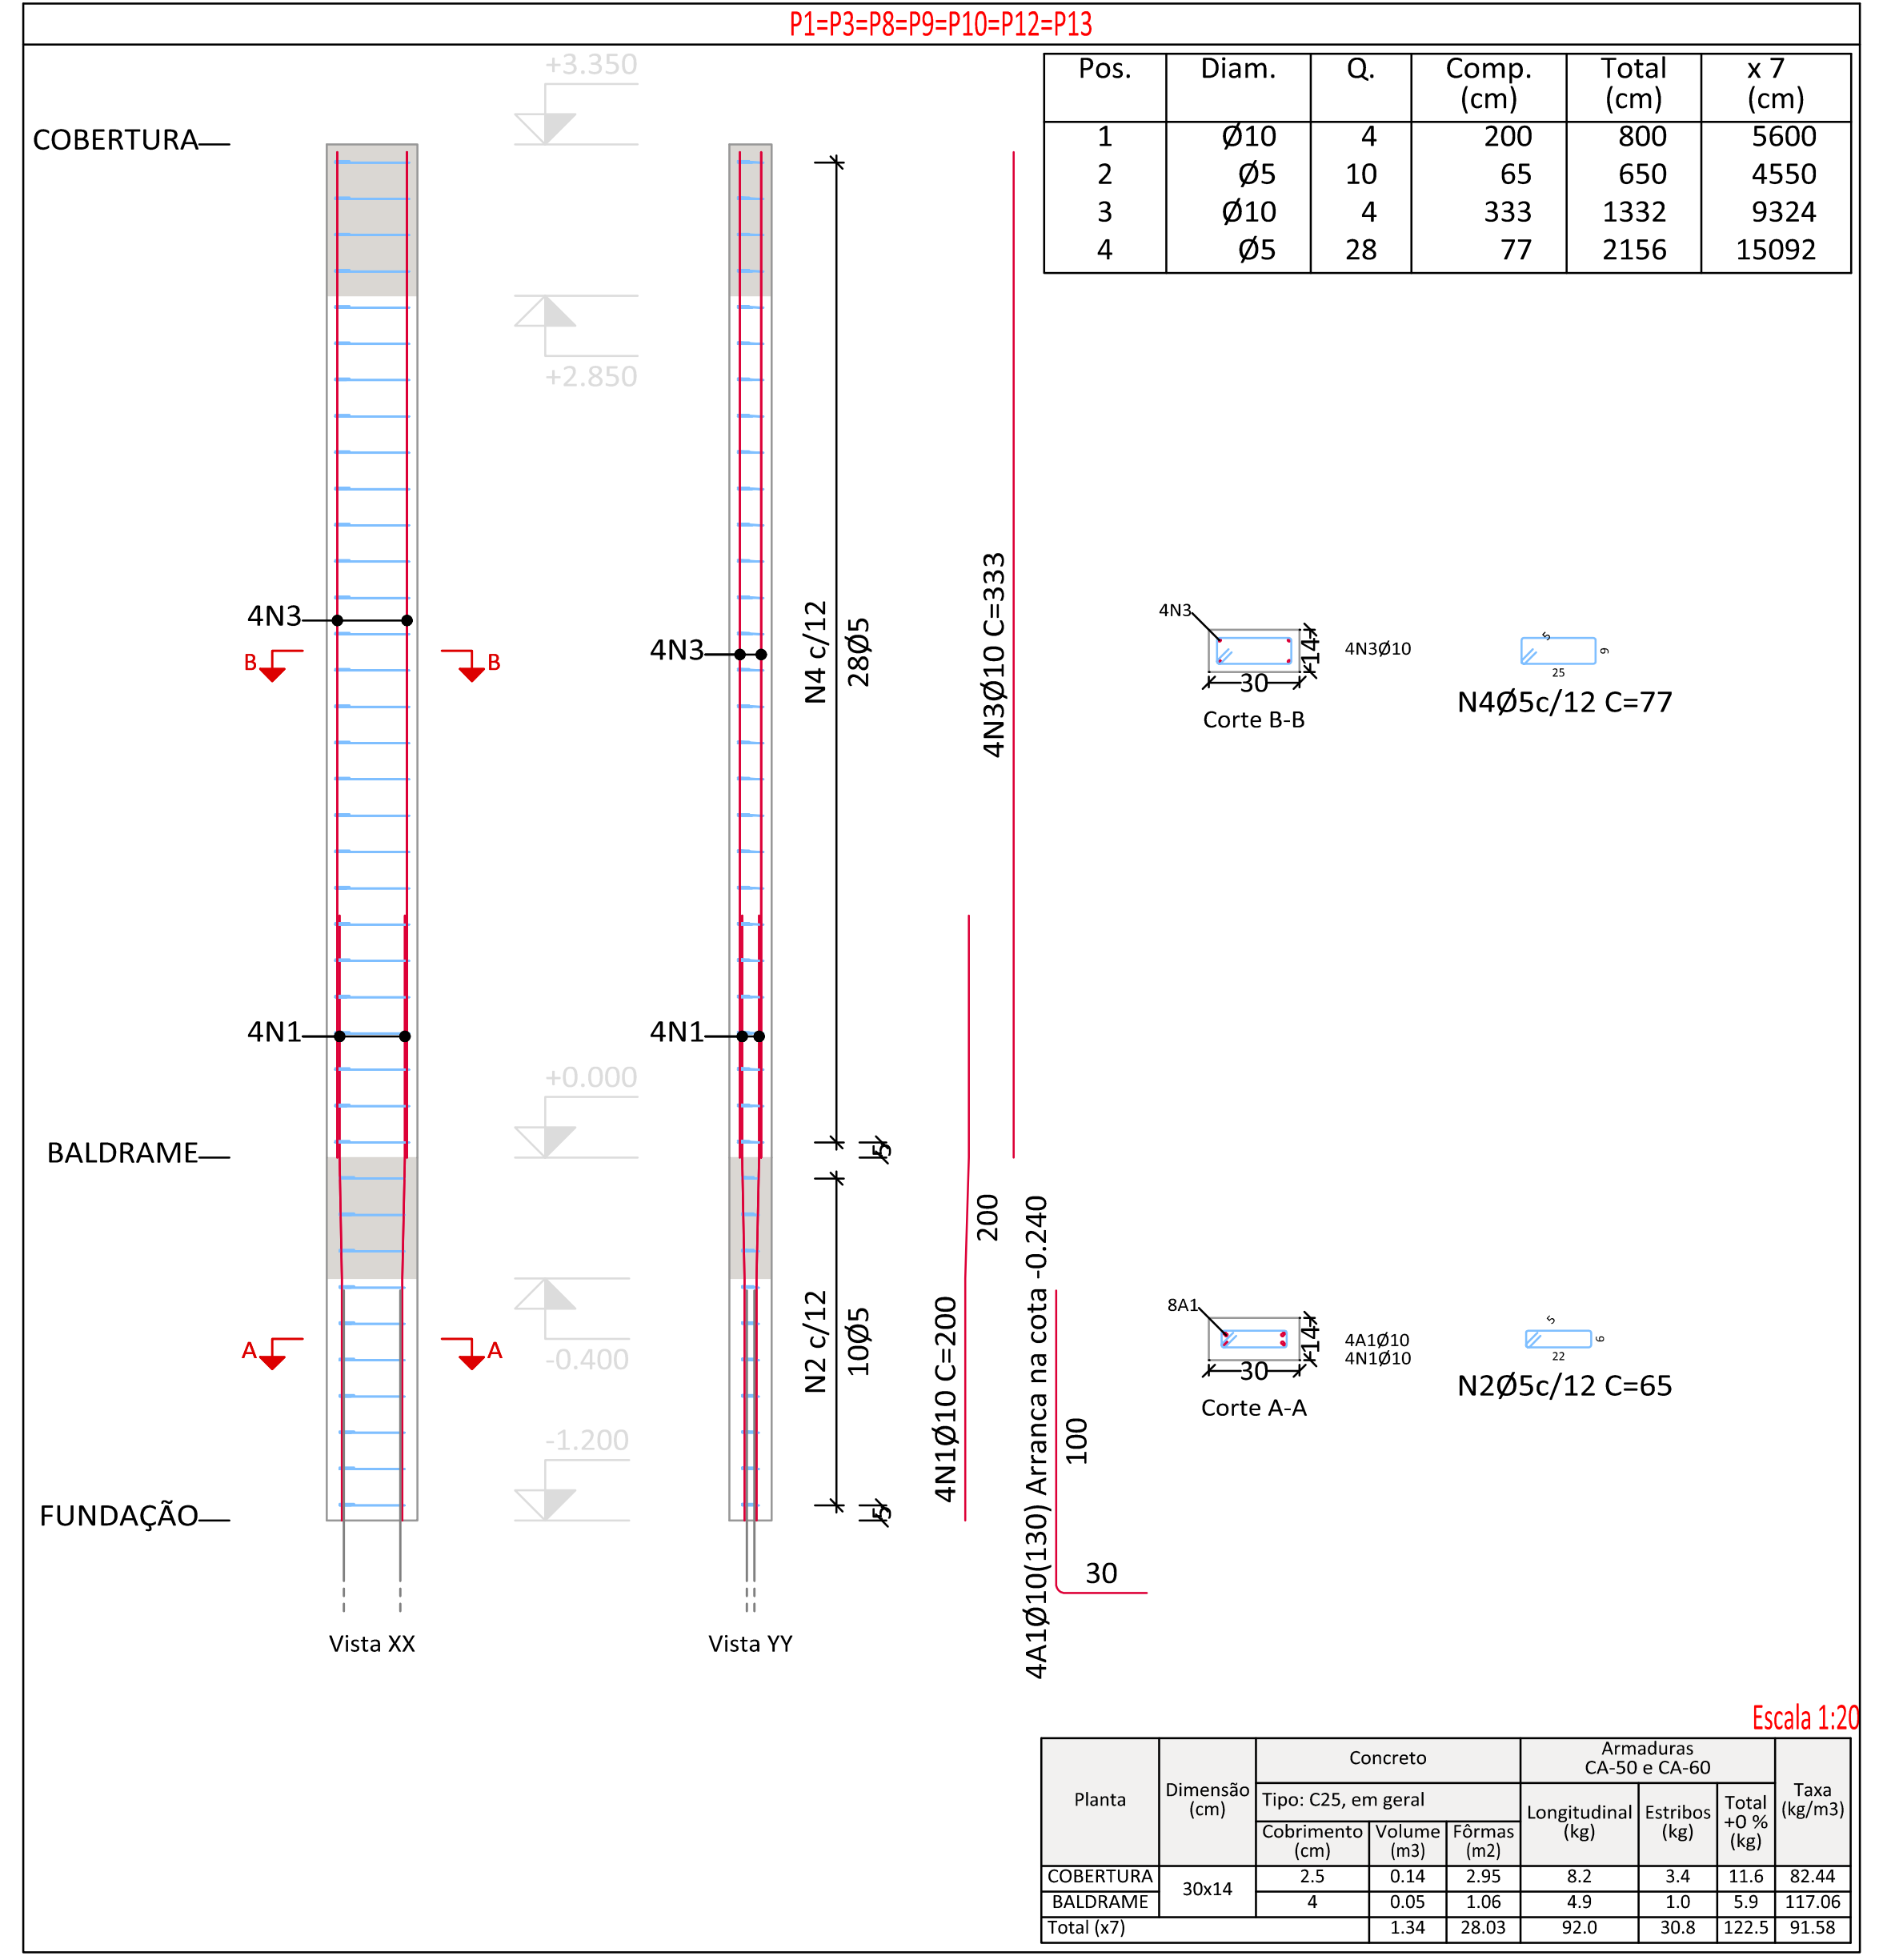 P1=P3=P8=P9=P10=P12=P13
Pos. Diam. Q. Comp. (cm) Total (cm) x 7 (cm)
1 Ø10 4 200 800 5600
2 Ø5 10 65 650 4550
3 Ø10 4 333 1332 9324
4 Ø5 28 77 2156 15092
+3.350
COBERTURA
+2.850
4N3
B B
4N3
N4 c/12
28Ø5
4N3Ø10 C=333
4N3
14
30
4N3Ø10
Corte B-B
5
6
25
N4Ø5c/12 C=77
4N1
4N1
+0.000
BALDRAME
5
200
-0.400
A A
N2 c/12
10Ø5
4N1Ø10 C=200
4A1Ø10(130) Arranca na cota -0.240
100
30
8A1
14
30
4A1Ø10
4N1Ø10
Corte A-A
5
6
22
N2Ø5c/12 C=65
-1.200
FUNDAÇÃO
5
Vista XX
Vista YY
Escala 1:20
Planta
Dimensão
(cm)
Concreto
Tipo: C25, em geral
Cobrimento
(cm)
Volume
(m3)
Fôrmas
(m2)
Armaduras
CA-50 e CA-60
Longitudinal
(kg)
Estribos
(kg)
Total
+0 %
(kg)
Taxa
(kg/m3)
COBERTURA 30x14 2.5 0.14 2.95 8.2 3.4 11.6 82.44
BALDRAME 4 0.05 1.06 4.9 1.0 5.9 117.06
Total (x7) 1.34 28.03 92.0 30.8 122.5 91.58